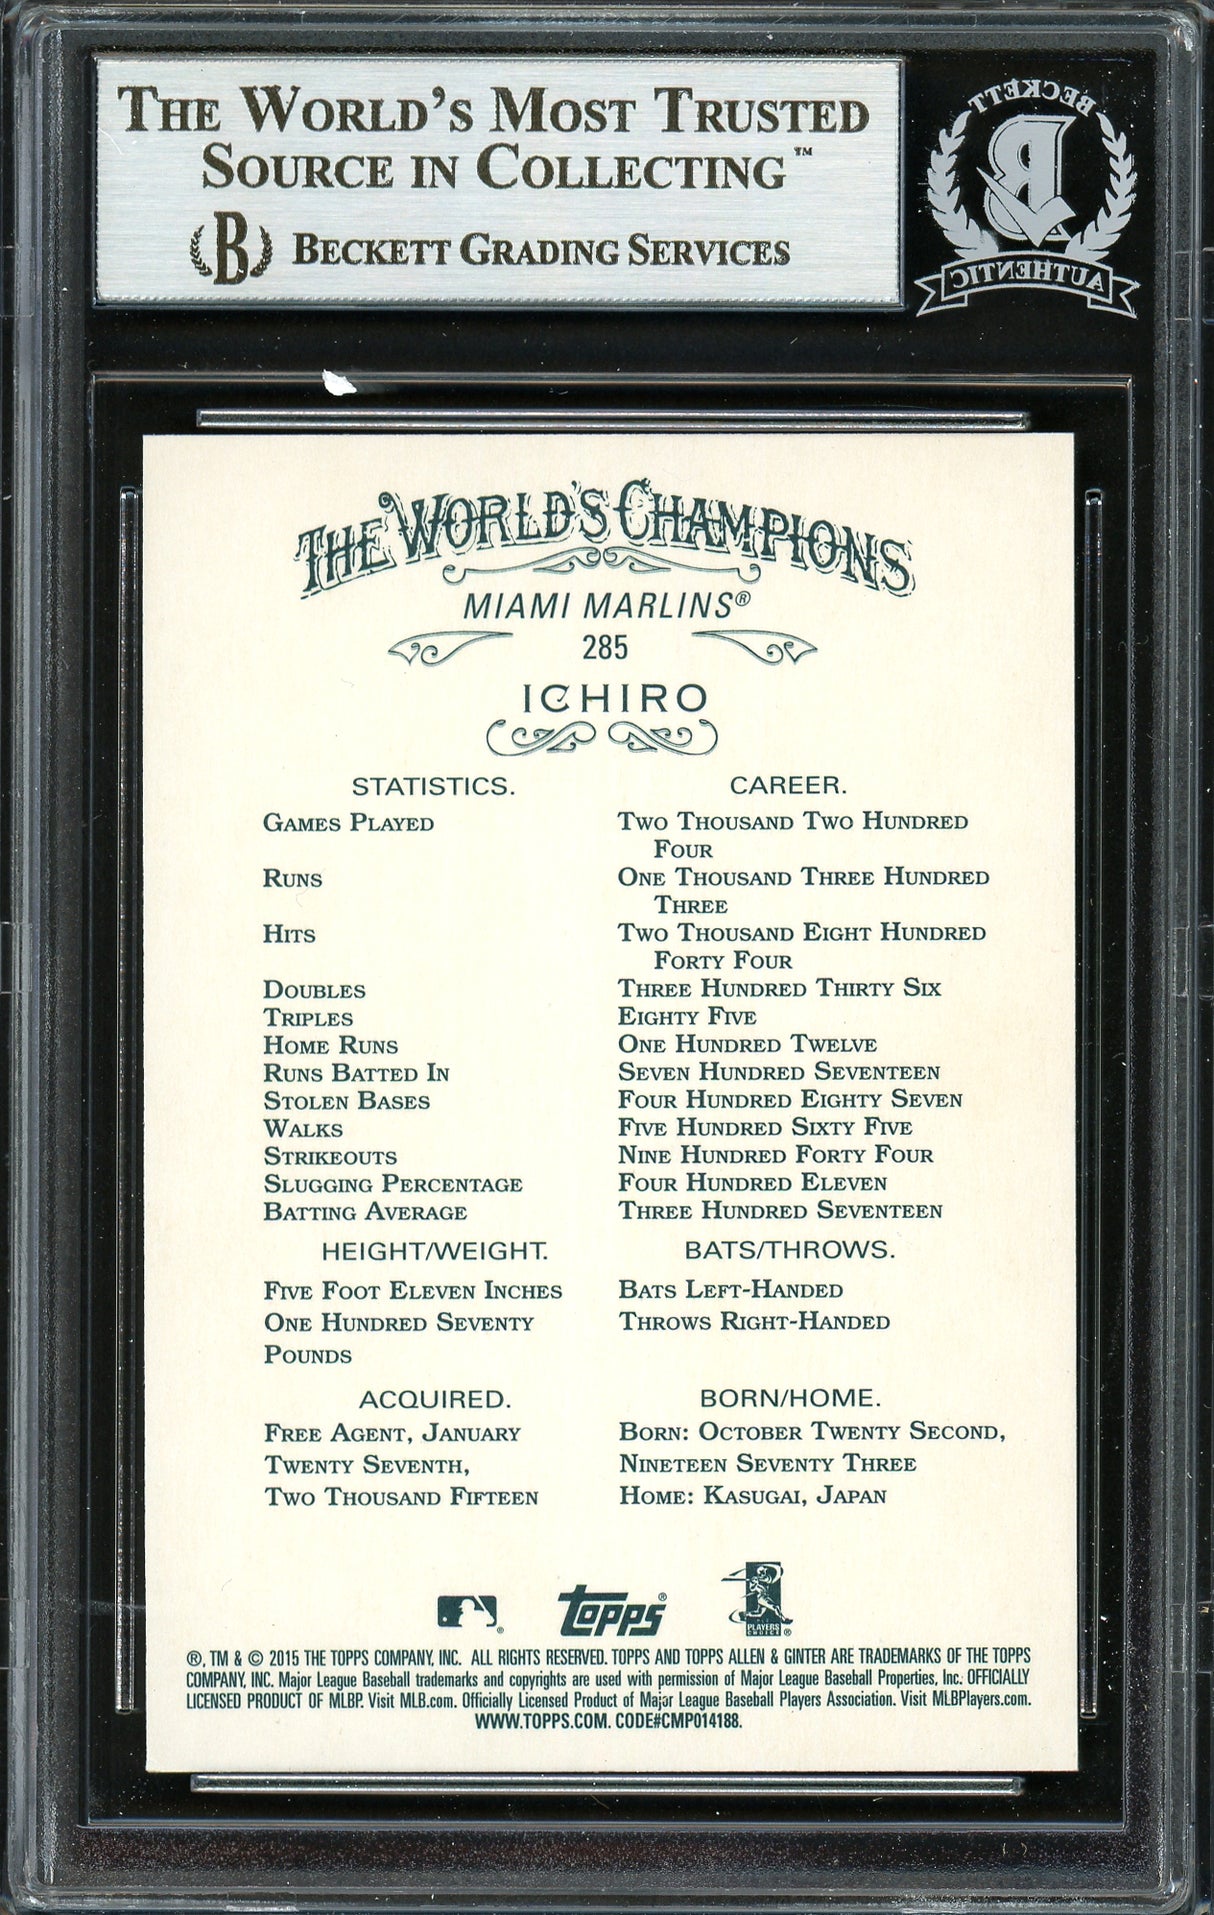 THE WORLD'S MOST TRUSTED
SOURCE IN COLLECTING™
B BECKETT GRADING SERVICES
BECKETT
B
AUTHENTIC
THE WORLD'S CHAMPIONS
MIAMI MARLINS®
285
ICHIRO
STATISTICS. CAREER.
GAMES PLAYED TWO THOUSAND TWO HUNDRED
FOUR
RUNS ONE THOUSAND THREE HUNDRED
THREE
HITS TWO THOUSAND EIGHT HUNDRED
FORTY FOUR
DOUBLES THREE HUNDRED THIRTY SIX
TRIPLES EIGHTY FIVE
HOME RUNS ONE HUNDRED TWELVE
RUNS BATTED IN SEVEN HUNDRED SEVENTEEN
STOLEN BASES FOUR HUNDRED EIGHTY SEVEN
WALKS FIVE HUNDRED SIXTY FIVE
STRIKEOUTS NINE HUNDRED FORTY FOUR
SLUGGING PERCENTAGE FOUR HUNDRED ELEVEN
BATTING AVERAGE THREE HUNDRED SEVENTEEN
HEIGHT/WEIGHT. BATS/THROWS.
FIVE FOOT ELEVEN INCHES BATS LEFT-HANDED
ONE HUNDRED SEVENTY THROWS RIGHT-HANDED
POUNDS
ACQUIRED. BORN/HOME.
FREE AGENT, JANUARY BORN: OCTOBER TWENTY SECOND,
TWENTY SEVENTH, NINETEEN SEVENTY THREE
TWO THOUSAND FIFTEEN HOME: KASUGAI, JAPAN
® Topps® PLAYERS CHOICE ®
®, TM & © 2015 THE TOPPS COMPANY, INC. ALL RIGHTS RESERVED. TOPPS AND TOPPS ALLEN & GINTER ARE TRADEMARKS OF THE TOPPS
COMPANY, INC. Major League Baseball trademarks and copyrights are used with permission of Major League Baseball Properties, Inc. OFFICIALLY
LICENSED PRODUCT OF MLBP. Visit MLB.com. Officially Licensed Product of Major League Baseball Players Association. Visit MLBPlayers.com.
WWW.TOPPS.COM. CODE#CMP014188.